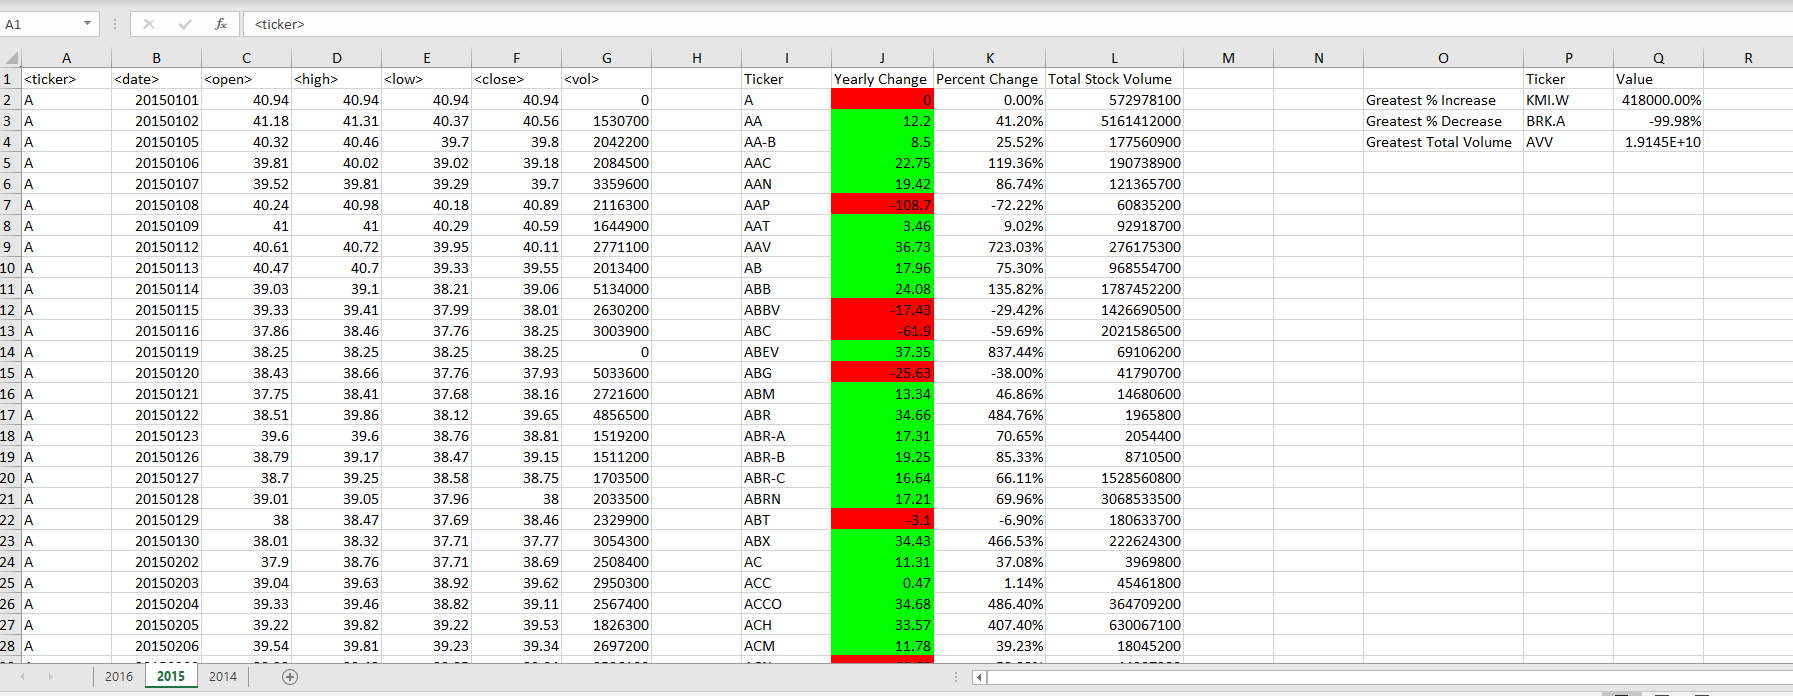 A1 fx <ticker>
A B C D E F G H I J K L M N O P Q R
1 <ticker> <date> <open> <high> <low> <close> <vol> Ticker Yearly Change Percent Change Total Stock Volume Ticker Value
2 A 20150101 40.94 40.94 40.94 40.94 0 A 0 0.00% 572978100 Greatest % Increase KMI.W 418000.00%
3 A 20150102 41.18 41.31 40.37 40.56 1530700 AA 12.2 41.20% 5161412000 Greatest % Decrease BRK.A -99.98%
4 A 20150105 40.32 40.46 39.7 39.8 2042200 AA-B 8.5 25.52% 177560900 Greatest Total Volume AVV 1.9145E+10
5 A 20150106 39.81 40.02 39.02 39.18 2084500 AAC 22.75 119.36% 190738900
6 A 20150107 39.52 39.81 39.29 39.7 3359600 AAN 19.42 86.74% 121365700
7 A 20150108 40.24 40.98 40.18 40.89 2116300 AAP -108.7 -72.22% 60835200
8 A 20150109 41 41 40.29 40.59 1644900 AAT 3.46 9.02% 92918700
9 A 20150112 40.61 40.72 39.95 40.11 2771100 AAV 36.73 723.03% 276175300
10 A 20150113 40.47 40.7 39.33 39.55 2013400 AB 17.96 75.30% 968554700
11 A 20150114 39.03 39.1 38.21 39.06 5134000 ABB 24.08 135.82% 1787452200
12 A 20150115 39.33 39.41 37.99 38.01 2630200 ABBV -17.43 -29.42% 1426690500
13 A 20150116 37.86 38.46 37.76 38.25 3003900 ABC -61.9 -59.69% 2021586500
14 A 20150119 38.25 38.25 38.25 38.25 0 ABEV 37.35 837.44% 69106200
15 A 20150120 38.43 38.66 37.76 37.93 5033600 ABG -25.63 -38.00% 41790700
16 A 20150121 37.75 38.41 37.68 38.16 2721600 ABM 13.34 46.86% 14680600
17 A 20150122 38.51 39.86 38.12 39.65 4856500 ABR 34.66 484.76% 1965800
18 A 20150123 39.6 39.6 38.76 38.81 1519200 ABR-A 17.31 70.65% 2054400
19 A 20150126 38.79 39.17 38.47 39.15 1511200 ABR-B 19.25 85.33% 8710500
20 A 20150127 38.7 39.25 38.58 38.75 1703500 ABR-C 16.64 66.11% 1528560800
21 A 20150128 39.01 39.05 37.96 38 2033500 ABRN 17.21 69.96% 3068533500
22 A 20150129 38 38.47 37.69 38.46 2329900 ABT -3.1 -6.90% 180633700
23 A 20150130 38.01 38.32 37.71 37.77 3054300 ABX 34.43 466.53% 222624300
24 A 20150202 37.9 38.76 37.71 38.69 2508400 AC 11.31 37.08% 3969800
25 A 20150203 39.04 39.63 38.92 39.62 2950300 ACC 0.47 1.14% 45461800
26 A 20150204 39.33 39.46 38.82 39.11 2567400 ACCO 34.68 486.40% 364709200
27 A 20150205 39.22 39.82 39.22 39.53 1826300 ACH 33.57 407.40% 630067100
28 A 20150206 39.54 39.81 39.23 39.34 2697200 ACM 11.78 39.23% 18045200
2016 2015 2014